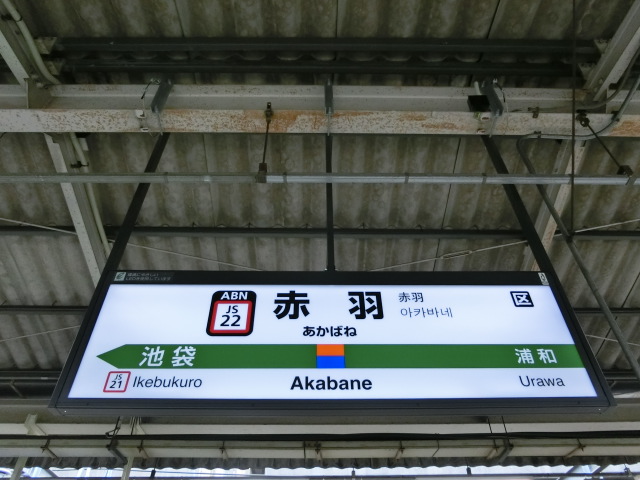 ABN
JS
22
赤 羽
赤羽
아카바네
区
あかばね
池袋
浦和
JS
21
Ikebukuro
Akabane
Urawa